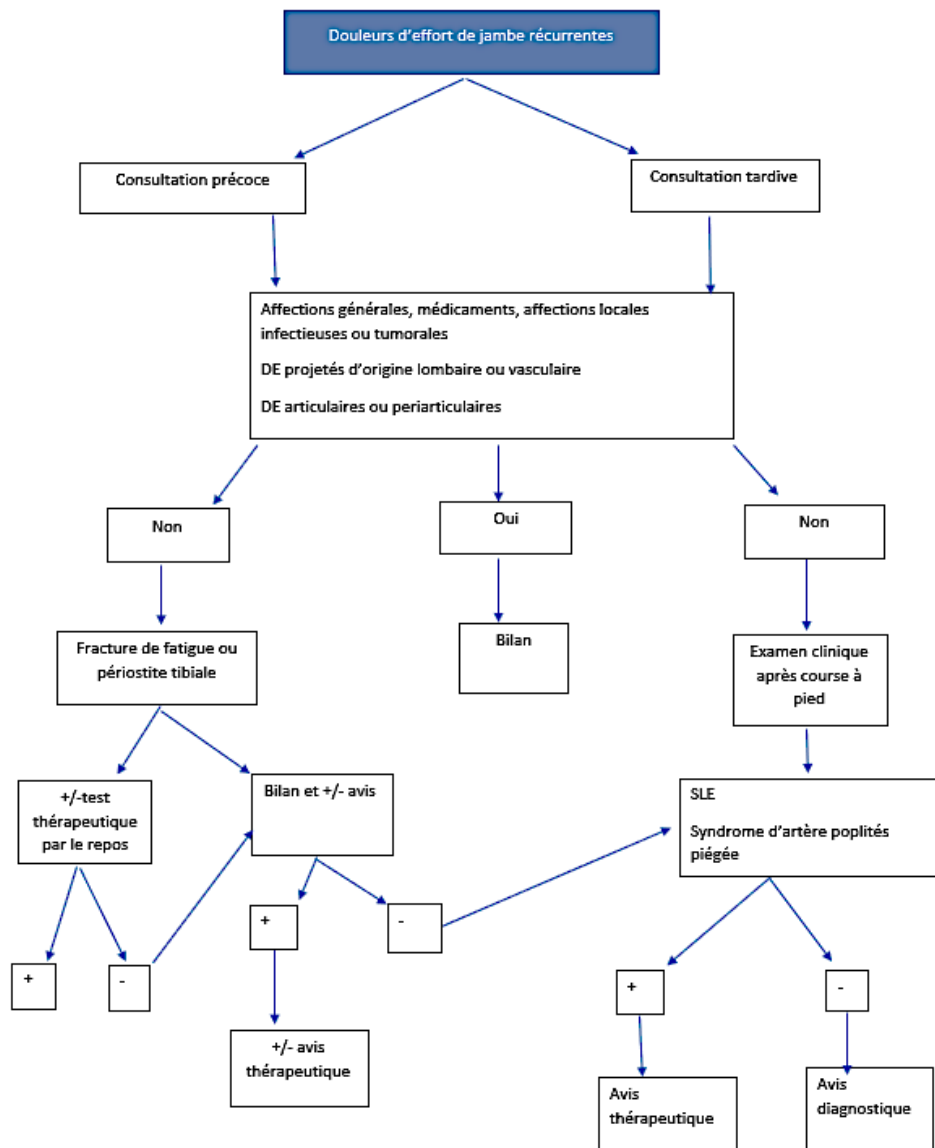 Douleurs d'effort de jambe récurrentes
Consultation précoce
Consultation tardive
Affections générales, médicaments, affections locales
infectieuses ou tumorales
DE projetés d'origine lombaire ou vasculaire
DE articulaires ou periarticulaires
Non
Oui
Non
Fracture de fatigue ou
périostite tibiale
Bilan
Examen clinique
après course à
pied
+/-test
thérapeutique
par le repos
Bilan et +/- avis
SLE
Syndrome d'artère poplités
piégée
+
-
+
-
+
-
+/- avis
thérapeutique
Avis
thérapeutique
Avis
diagnostique